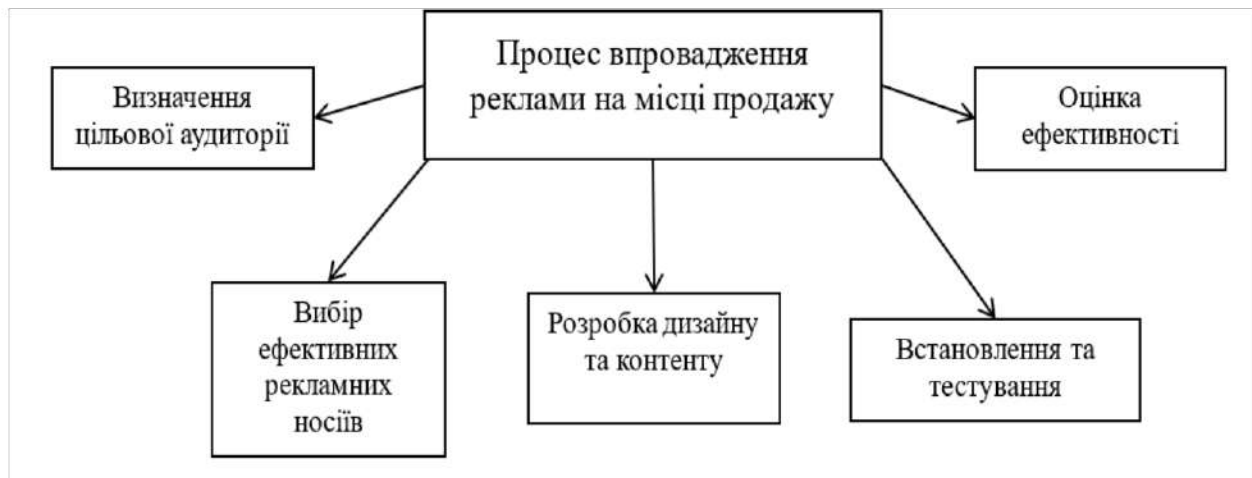 Процес впровадження
реклами на місці продажу
Визначення
цільової аудиторії
Оцінка
ефективності
Вибір
ефективних
рекламних
носіїв
Розробка дизайну
та контенту
Встановлення та
тестування